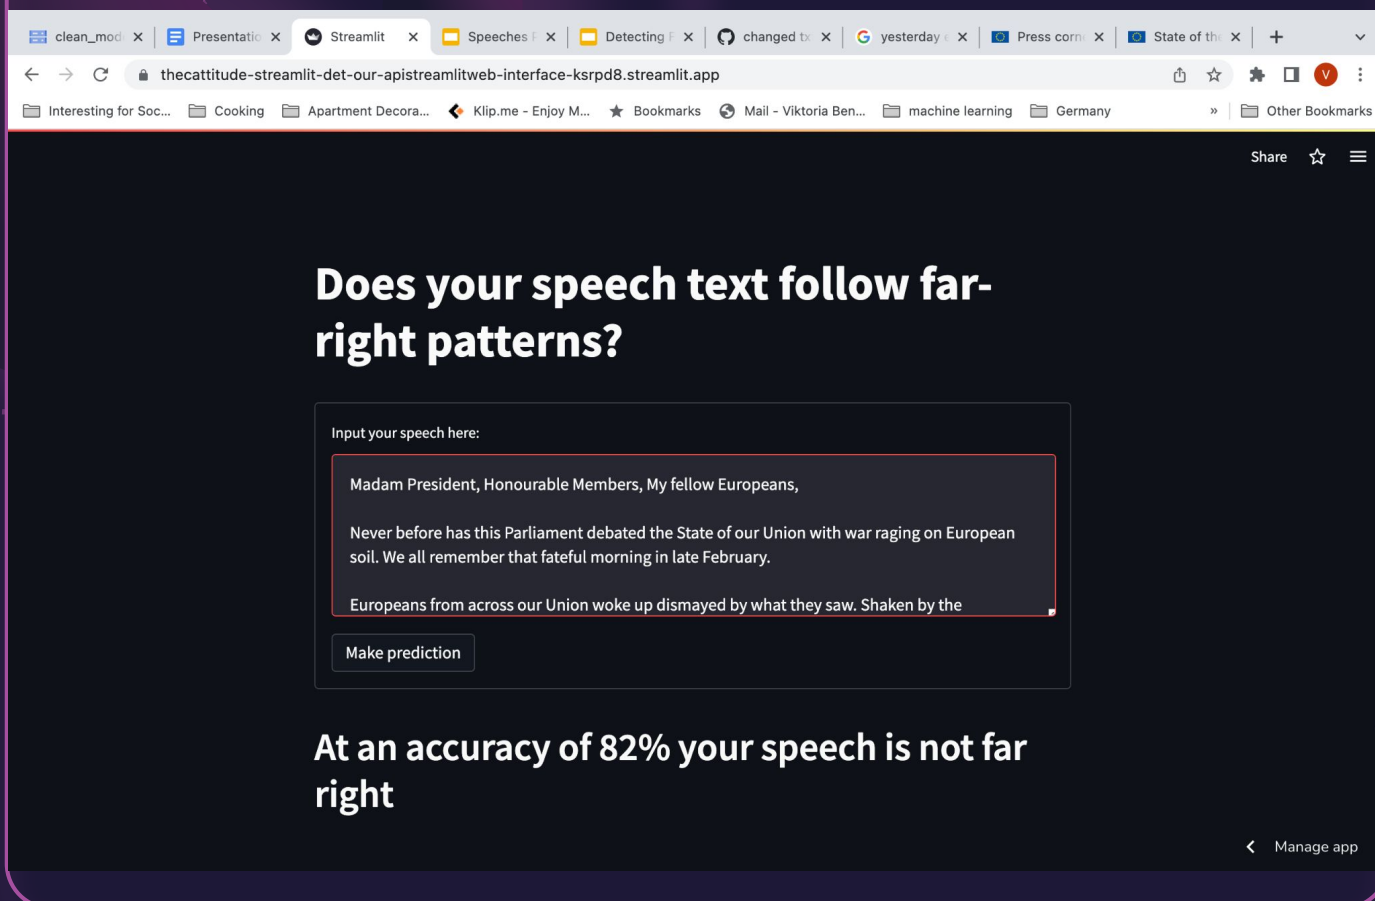 clean_mod
Presentatio
Streamlit
Speeches
Detecting
changed tx
yesterday
Press corn
State of the
thecattitude-streamlit-det-our-apistreamlitweb-interface-ksrpd8.streamlit.app
V
Interesting for Soc...
Cooking
Apartment Decora...
Klip.me - Enjoy M...
Bookmarks
Mail - Viktoria Ben...
machine learning
Germany
»
Other Bookmarks
Share
Does your speech text follow far-
right patterns?
Input your speech here:
Madam President, Honourable Members, My fellow Europeans,
Never before has this Parliament debated the State of our Union with war raging on European
soil. We all remember that fateful morning in late February.
Europeans from across our Union woke up dismayed by what they saw. Shaken by the
Make prediction
At an accuracy of 82% your speech is not far
right
Manage app